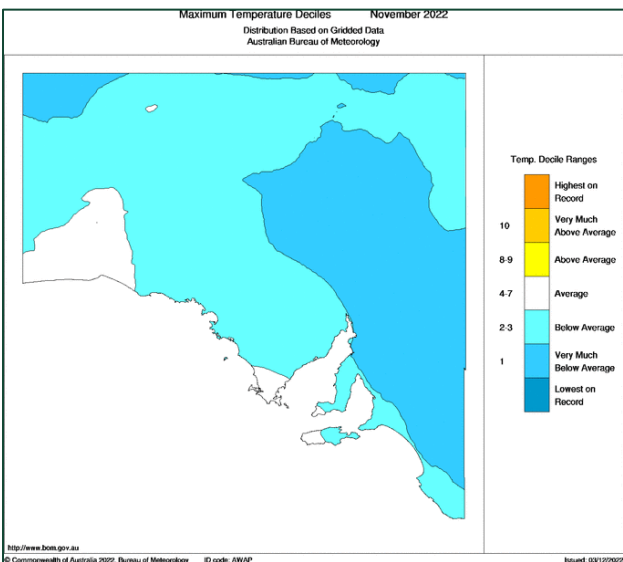 Maximum Temperature Deciles November 2022
Distribution Based on Gridded Data
Australian Bureau of Meteorology
Temp. Decile Ranges
Highest on
Record
10 Very Much
Above Average
8-9 Above Average
4-7 Average
2-3 Below Average
1 Very Much
Below Average
Lowest on
Record
http://www.bom.gov.au
© Commonwealth of Australia 2022, Bureau of Meteorology ID code: AWAP Issued: 03/12/2022